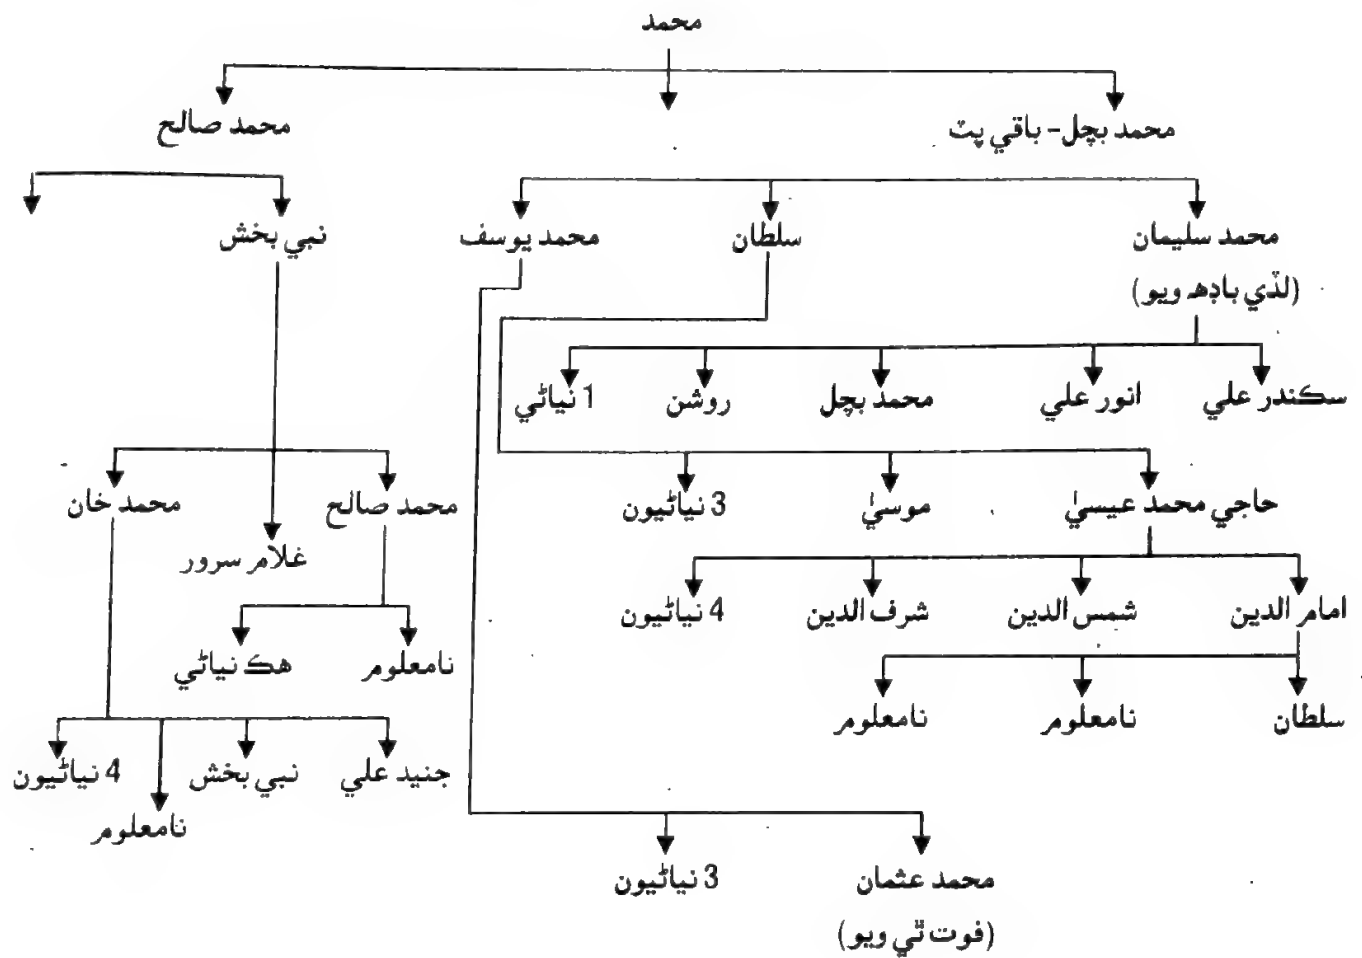 محمد
محمد بچل - باقي پٽ
محمد صالح
محمد سليمان
(لڏي باڊهه ويو)
سلطان
محمد يوسف
نبي بخش
سڪندر علي
انور علي
محمد بچل
روشن
1 نياڻي
حاجي محمد عيسيٰ
موسيٰ
3 نياڻيون
محمد صالح
محمد خان
غلام سرور
امام الدين
شمس الدين
شرف الدين
4 نياڻيون
نامعلوم
هڪ نياڻي
سلطان
نامعلوم
نامعلوم
جنيد علي
نبي بخش
4 نياڻيون
نامعلوم
محمد عثمان
(فوت ٿي ويو)
3 نياڻيون